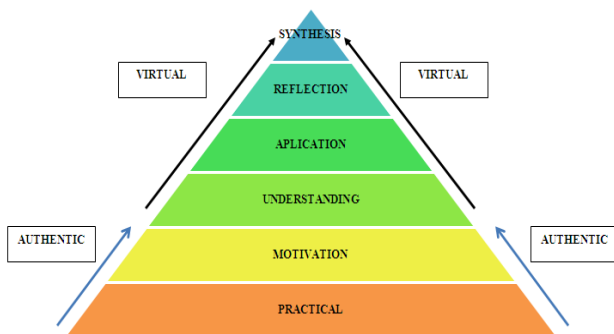 SYNTHESIS
VIRTUAL
VIRTUAL
REFLECTION
APLICATION
UNDERSTANDING
AUTHENTIC
AUTHENTIC
MOTIVATION
PRACTICAL